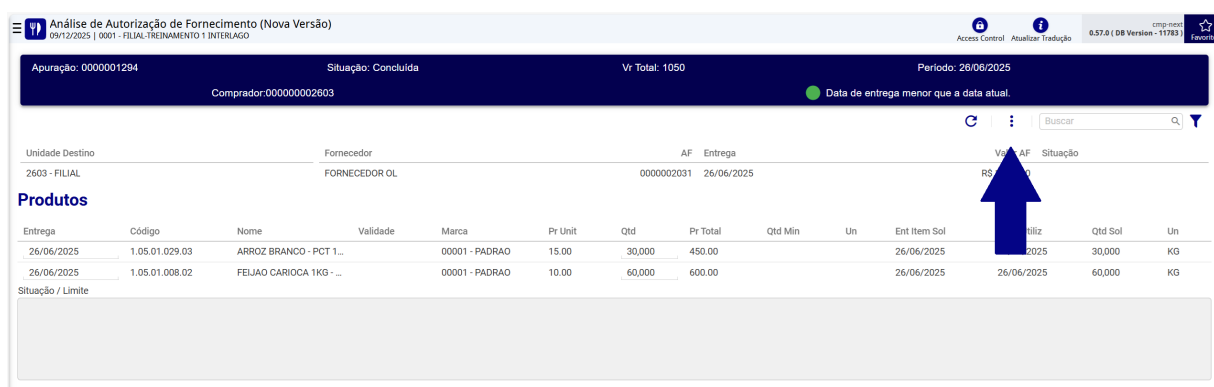 Análise de Autorização de Fornecimento (Nova Versão)
09/12/2025 | 0001 - FILIAL-TREINAMENTO 1 INTERLAGO
Access Control Atualizar Tradução
cmp-next
0.57.0 ( DB Version - 11783 )
Favorit
Apuração: 0000001294 Situação: Concluída Vr Total: 1050 Período: 26/06/2025
Comprador:000000002603 Data de entrega menor que a data atual.
Buscar
Unidade Destino Fornecedor AF Entrega AF Situação
2603 - FILIAL FORNECEDOR OL 0000002031 26/06/2025 R$
Produtos
Entrega Código Nome Validade Marca Pr Unit Qtd Pr Total Qtd Min Un Ent Item Sol Qtd Sol Un
26/06/2025 1.05.01.029.03 ARROZ BRANCO - PCT 1... 00001 - PADRAO 15.00 30,000 450.00 26/06/2025 30,000 KG
26/06/2025 1.05.01.008.02 FEIJAO CARIOCA 1KG - ... 00001 - PADRAO 10.00 60,000 600.00 26/06/2025 26/06/2025 60,000 KG
Situação / Limite